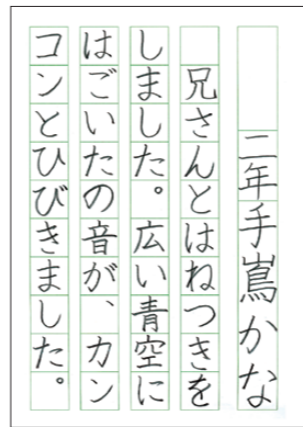 二年手嶌かな
兄さんとはねつきを
しました。広い青空に
はごいたの音が、カン
コンとひびきました。